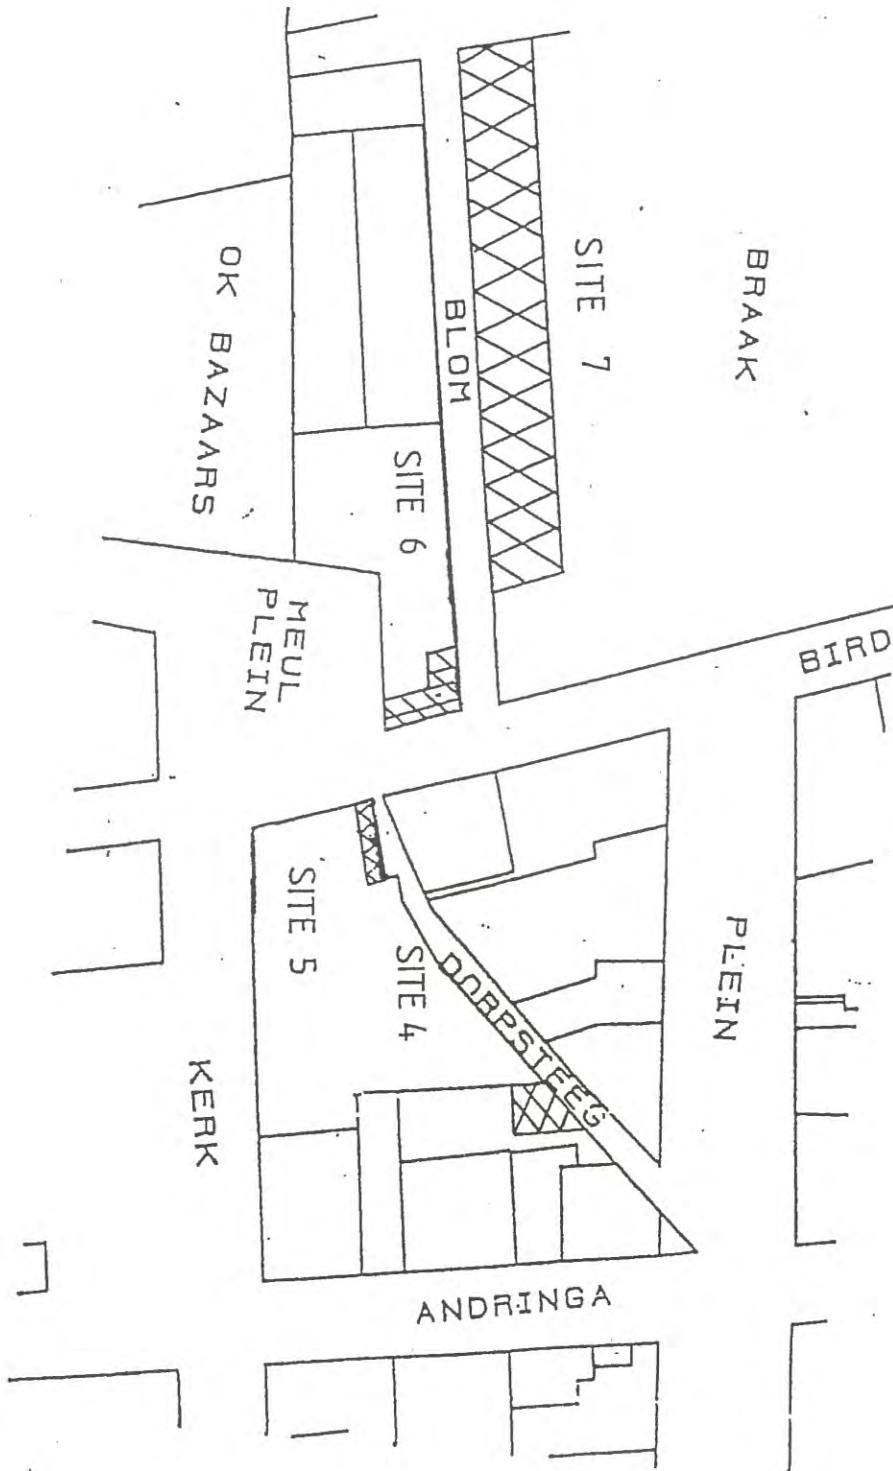 BRAAK
SITE 7
BLOM
OK BAZAARS
SITE 6
MEUL
PLEIN
BIRD
PLEIN
DORPSTEEG
SITE 4
SITE 5
KERK
ANDRINGA